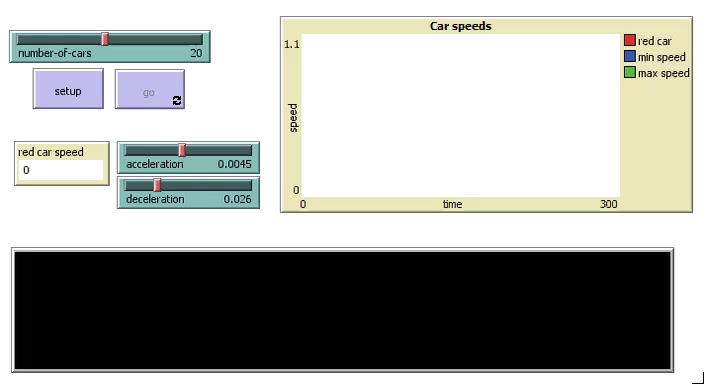 number-of-cars 20
setup
go
red car speed
0
acceleration 0.0045
deceleration 0.026
Car speeds
1.1
speed
0
0 time 300
red car
min speed
max speed